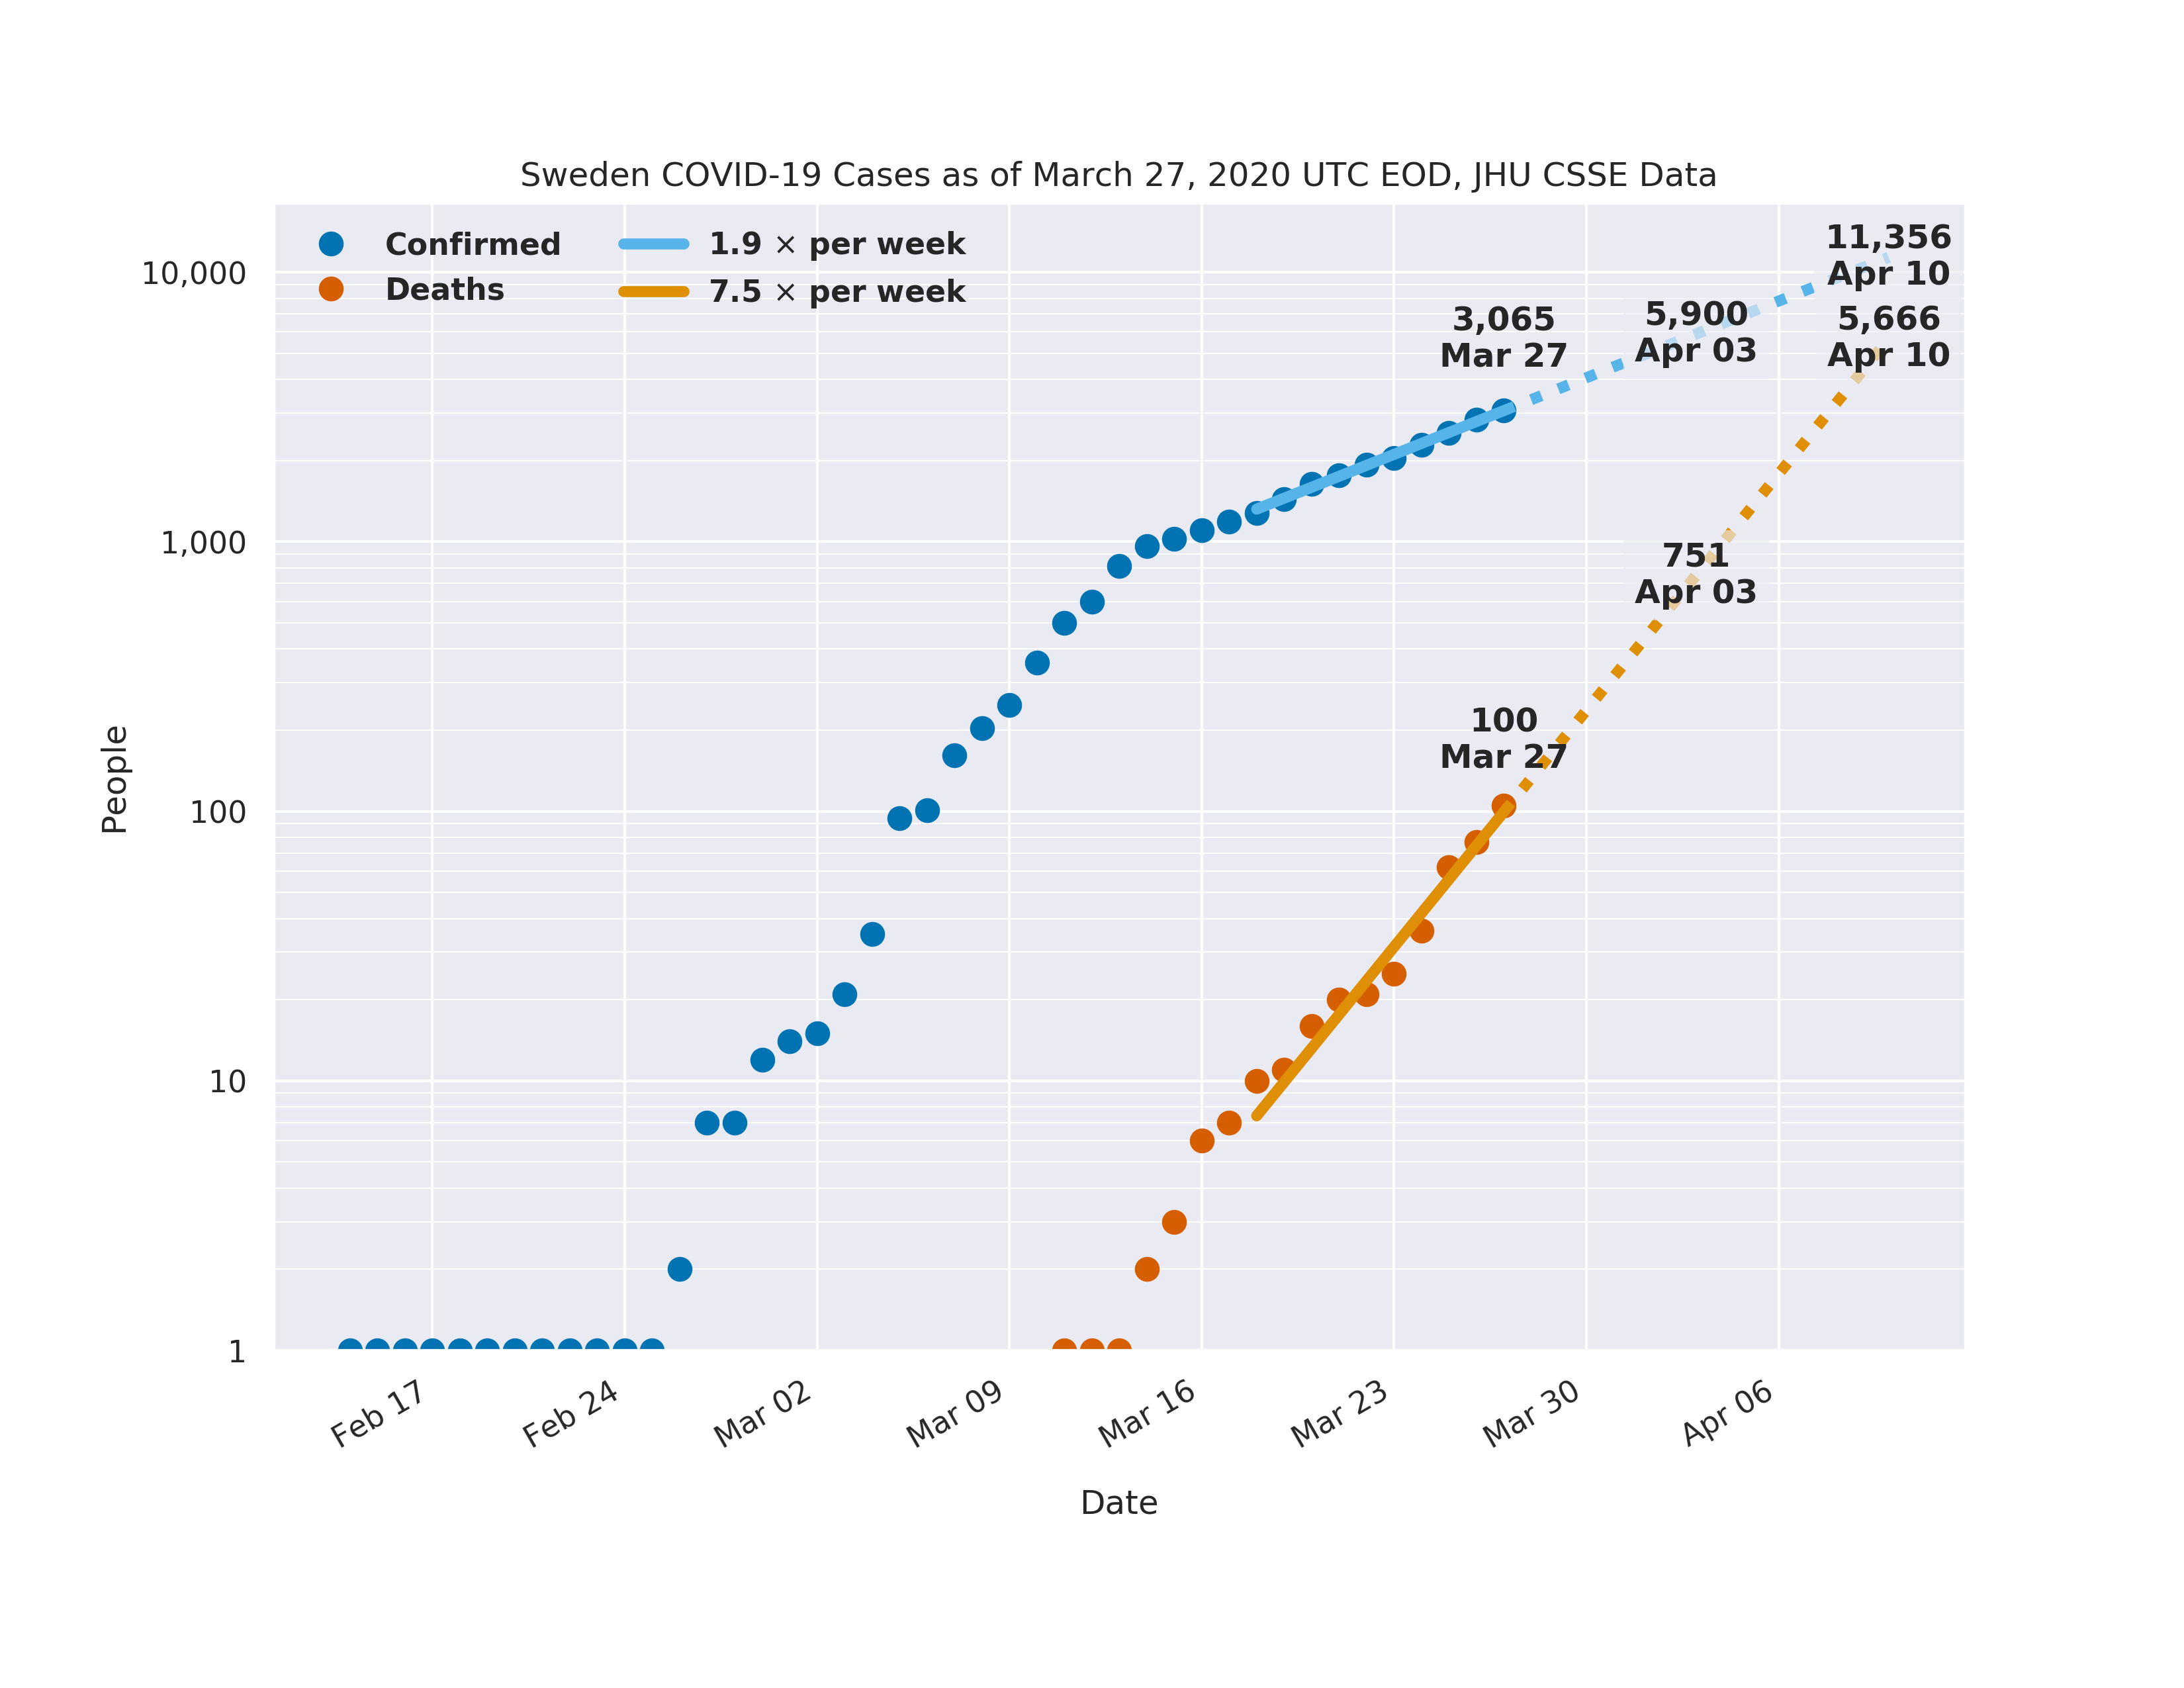 Sweden COVID-19 Cases as of March 27, 2020 UTC EOD, JHU CSSE Data
Confirmed
Deaths
1.9 × per week
7.5 × per week
11,356
Apr 10
3,065
Mar 27
5,900
Apr 03
5,666
Apr 10
751
Apr 03
100
Mar 27
People
10,000
1,000
100
10
1
Feb 17
Feb 24
Mar 02
Mar 09
Mar 16
Mar 23
Mar 30
Apr 06
Date